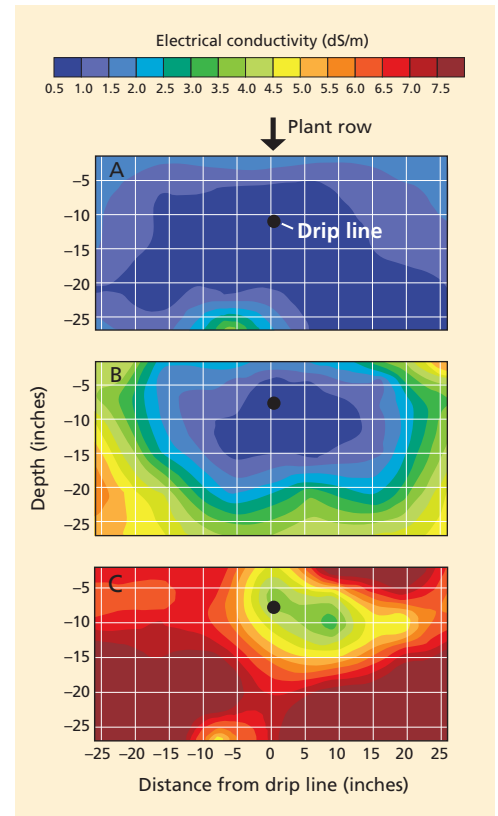 Electrical conductivity (dS/m)
0.5 1.0 1.5 2.0 2.5 3.0 3.5 4.0 4.5 5.0 5.5 6.0 6.5 7.0 7.5
Plant row
A
–5
–10
–15
–20
–25
Drip line
B
–5
–10
–15
–20
–25
Depth (inches)
C
–5
–10
–15
–20
–25
–25 –20 –15 –10 –5 0 5 10 15 20 25
Distance from drip line (inches)